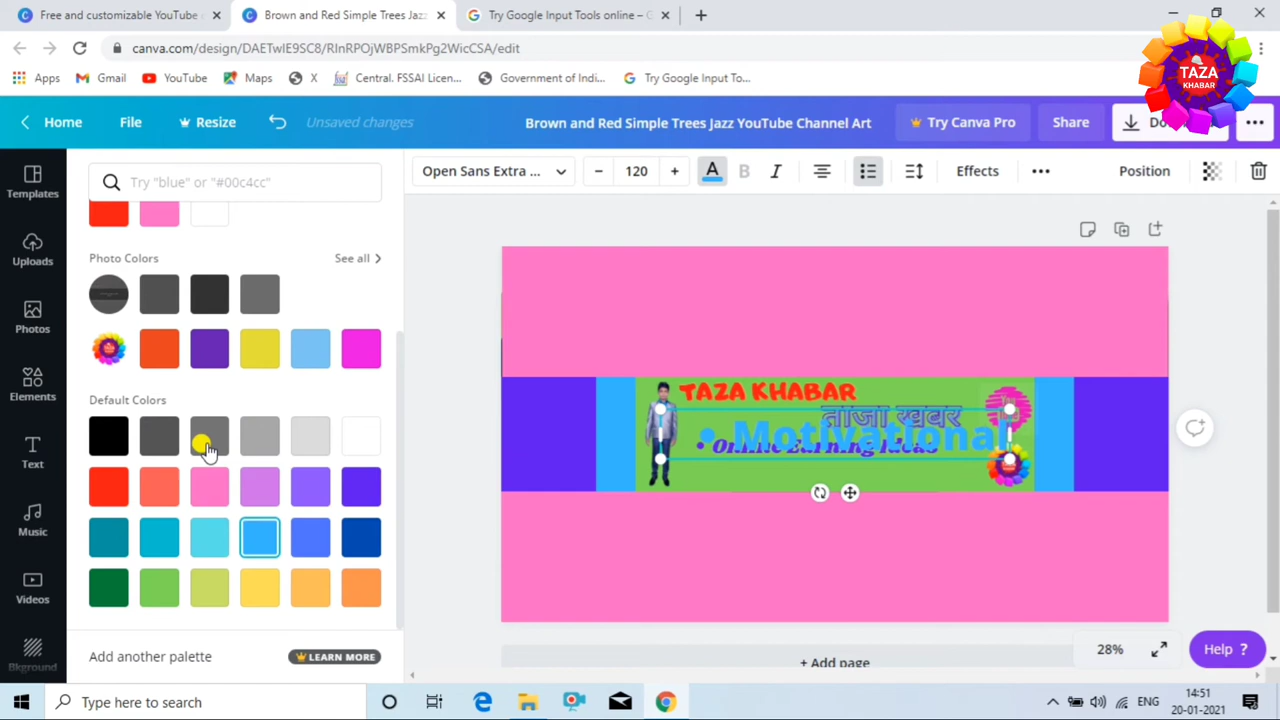 Free and customizable YouTube
Brown and Red Simple Trees Jazz
Try Google Input Tools online – G
canva.com/design/DAETwIE9SC8/RInRPOjWBPSmkPg2WicCSA/edit
Apps
Gmail
YouTube
Maps
X
Central. FSSAI Licen...
Government of Indi...
Try Google Input To...
TAZA
KHABAR
Home
File
Resize
Unsaved changes
Brown and Red Simple Trees Jazz YouTube Channel Art
Try Canva Pro
Share
Templates
Uploads
Photos
Elements
Text
Music
Videos
Bkground
Try "blue" or "#00c4cc"
Open Sans Extra ...
– 120 +
A B I
Effects
Position
Photo Colors
See all
Default Colors
Add another palette
LEARN MORE
TAZA KHABAR
ताजा खबर
• Motivational
• Online Earning Ideas
+ Add page
28%
Help ?
Type here to search
ENG
14:51
20-01-2021